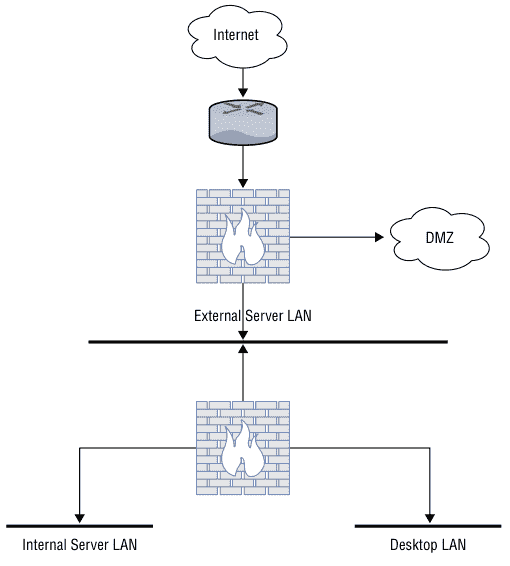 Internet
DMZ
External Server LAN
Internal Server LAN
Desktop LAN